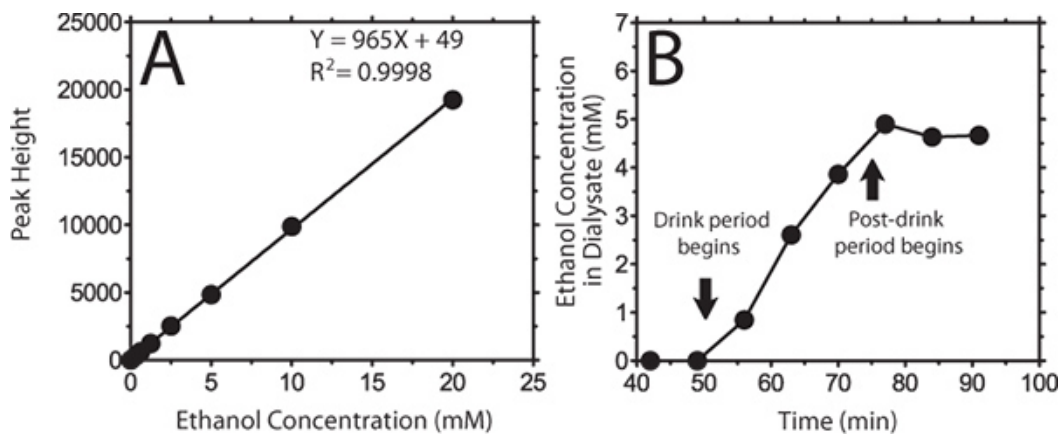 A
Y = 965X + 49
R²= 0.9998
25000
20000
15000
10000
5000
0
Peak Height
0
5
10
15
20
25
Ethanol Concentration (mM)
B
7
6
5
4
3
2
1
0
Ethanol Concentration
in Dialysate (mM)
Drink period
begins
Post-drink
period begins
40
50
60
70
80
90
100
Time (min)